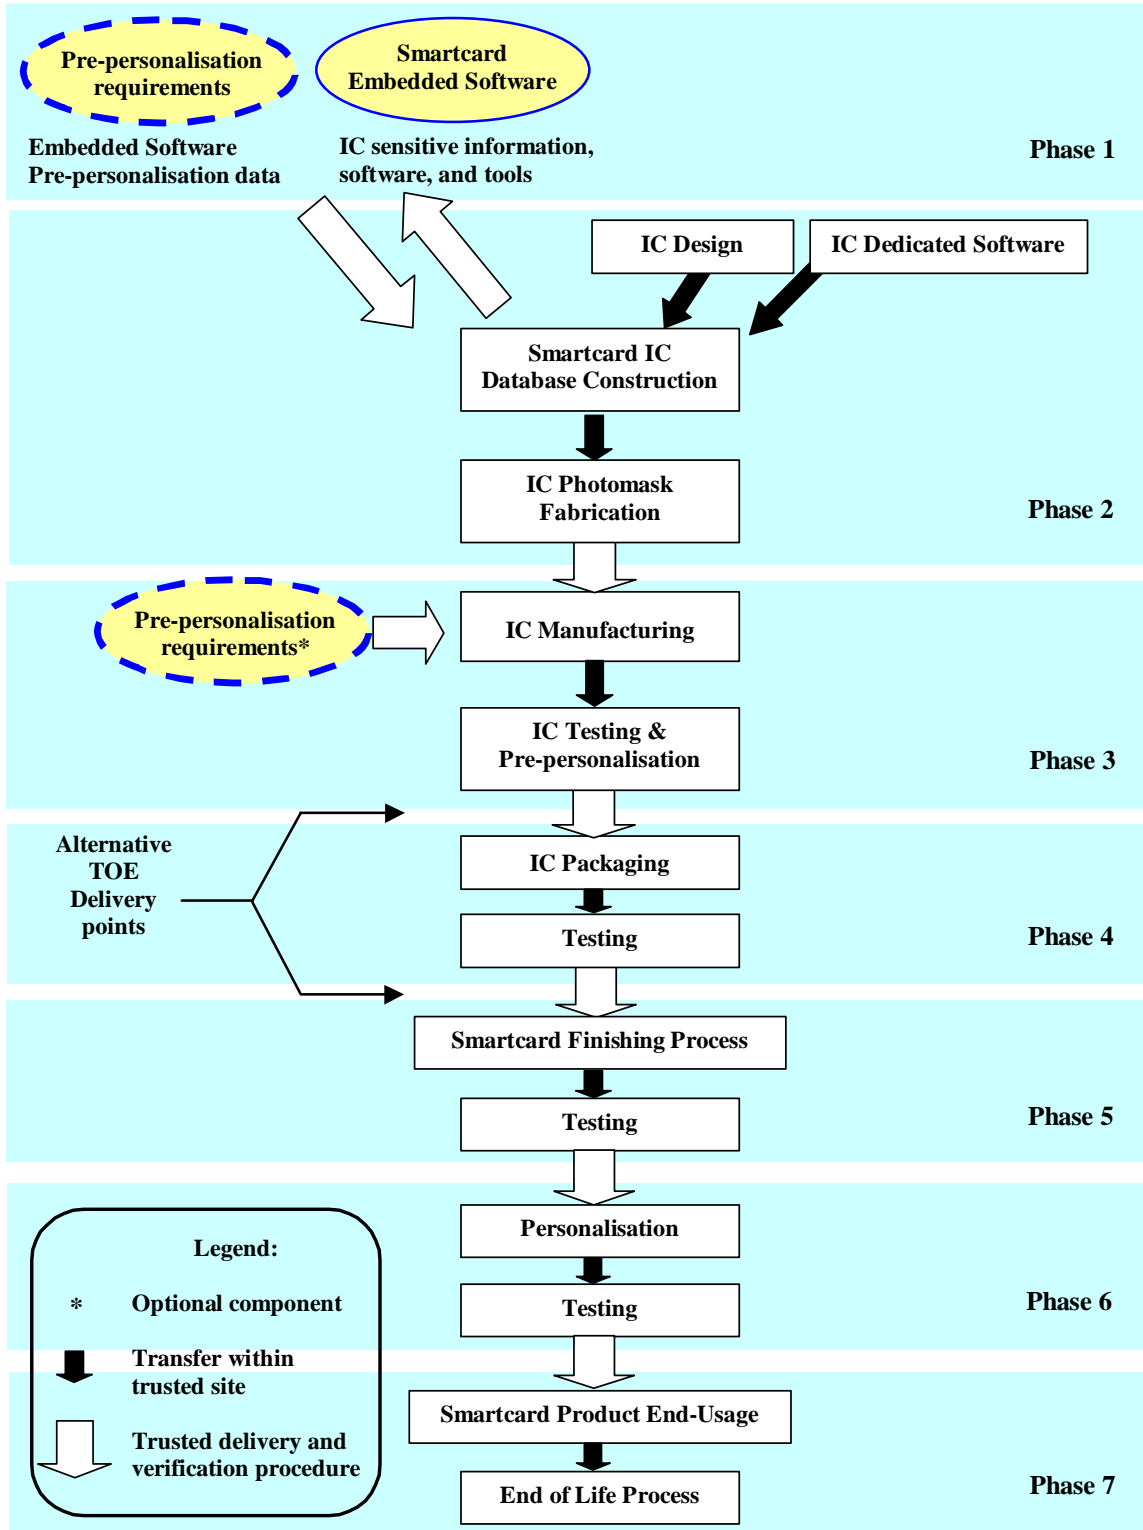 Pre-personalisation
requirements
Smartcard
Embedded Software
Embedded Software
Pre-personalisation data
IC sensitive information,
software, and tools
Phase 1
IC Design
IC Dedicated Software
Smartcard IC
Database Construction
IC Photomask
Fabrication
Phase 2
Pre-personalisation
requirements*
IC Manufacturing
IC Testing &
Pre-personalisation
Phase 3
Alternative
TOE
Delivery
points
IC Packaging
Testing
Phase 4
Smartcard Finishing Process
Testing
Phase 5
Personalisation
Testing
Phase 6
Legend:
* Optional component
Transfer within
trusted site
Trusted delivery and
verification procedure
Smartcard Product End-Usage
End of Life Process
Phase 7